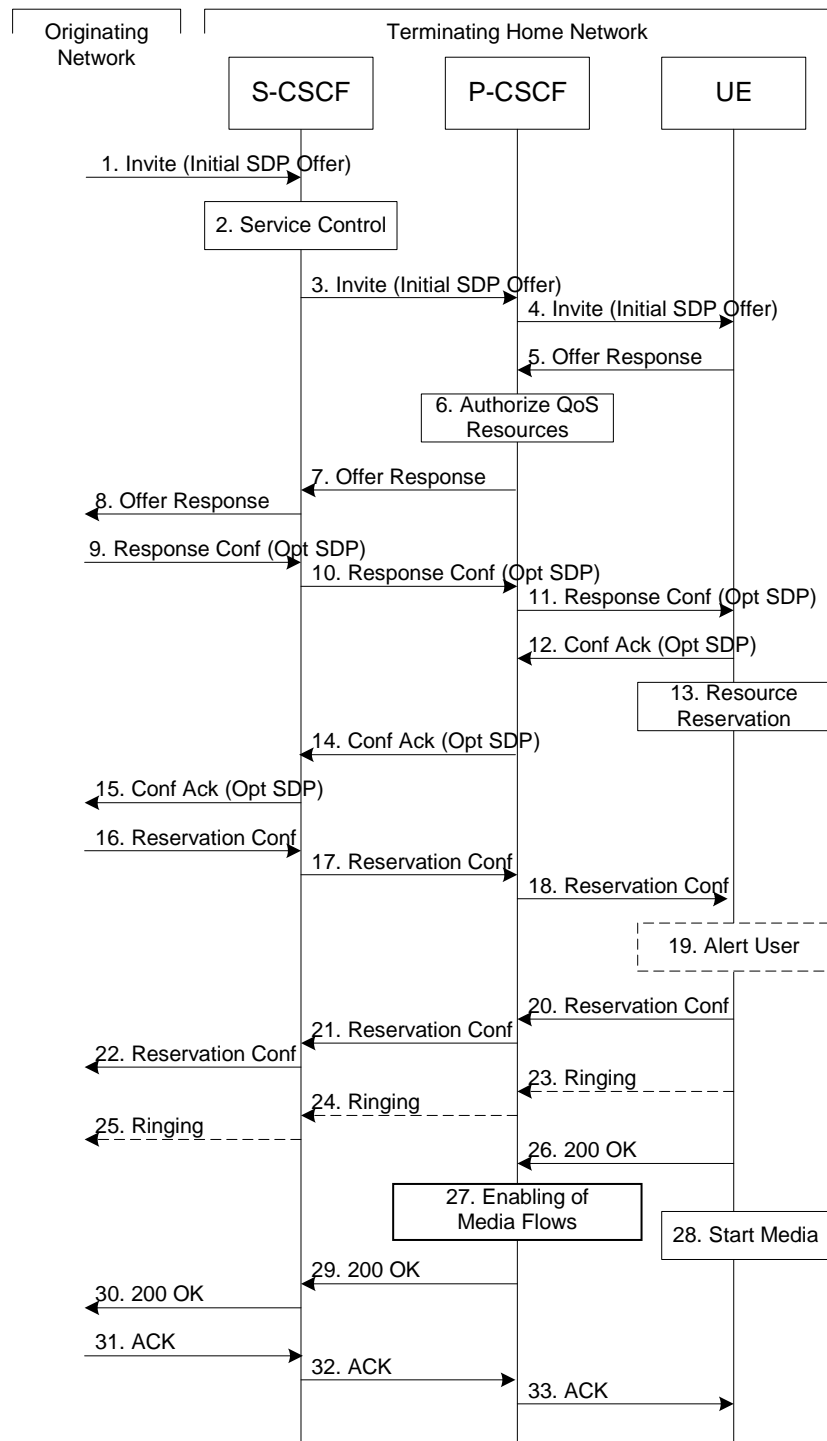 Originating
Network
Terminating Home Network
S-CSCF
P-CSCF
UE
1. Invite (Initial SDP Offer)
2. Service Control
3. Invite (Initial SDP Offer)
4. Invite (Initial SDP Offer)
5. Offer Response
6. Authorize QoS
Resources
7. Offer Response
8. Offer Response
9. Response Conf (Opt SDP)
10. Response Conf (Opt SDP)
11. Response Conf (Opt SDP)
12. Conf Ack (Opt SDP)
13. Resource
Reservation
14. Conf Ack (Opt SDP)
15. Conf Ack (Opt SDP)
16. Reservation Conf
17. Reservation Conf
18. Reservation Conf
19. Alert User
20. Reservation Conf
21. Reservation Conf
22. Reservation Conf
23. Ringing
24. Ringing
25. Ringing
26. 200 OK
27. Enabling of
Media Flows
28. Start Media
29. 200 OK
30. 200 OK
31. ACK
32. ACK
33. ACK